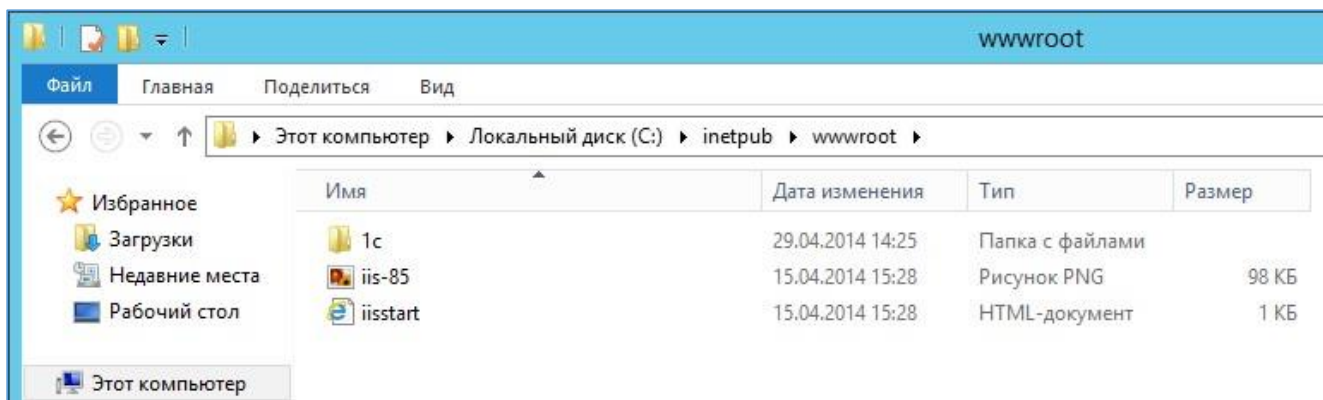 wwwroot
Файл Главная Поделиться Вид
Этот компьютер Локальный диск (C:) inetpub wwwroot
Избранное
Загрузки
Недавние места
Рабочий стол
Этот компьютер
Имя Дата изменения Тип Размер
1c 29.04.2014 14:25 Папка с файлами
iis-85 15.04.2014 15:28 Рисунок PNG 98 КБ
iisstart 15.04.2014 15:28 HTML-документ 1 КБ